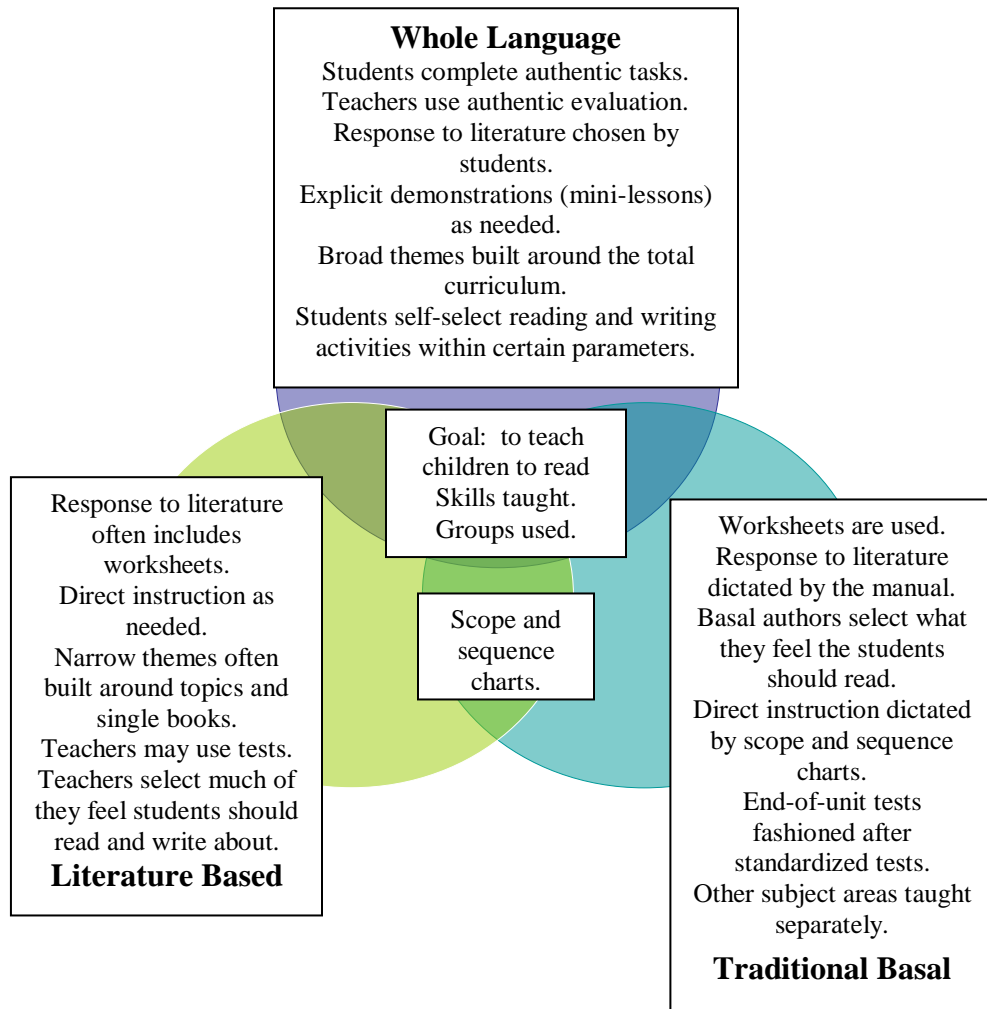 Whole Language
Students complete authentic tasks.
Teachers use authentic evaluation.
Response to literature chosen by
students.
Explicit demonstrations (mini-lessons)
as needed.
Broad themes built around the total
curriculum.
Students self-select reading and writing
activities within certain parameters.
Goal:  to teach
children to read
Skills taught.
Groups used.
Scope and
sequence
charts.
Response to literature
often includes
worksheets.
Direct instruction as
needed.
Narrow themes often
built around topics and
single books.
Teachers may use tests.
Teachers select much of
they feel students should
read and write about.
Literature Based
Worksheets are used.
Response to literature
dictated by the manual.
Basal authors select what
they feel the students
should read.
Direct instruction dictated
by scope and sequence
charts.
End-of-unit tests
fashioned after
standardized tests.
Other subject areas taught
separately.
Traditional Basal